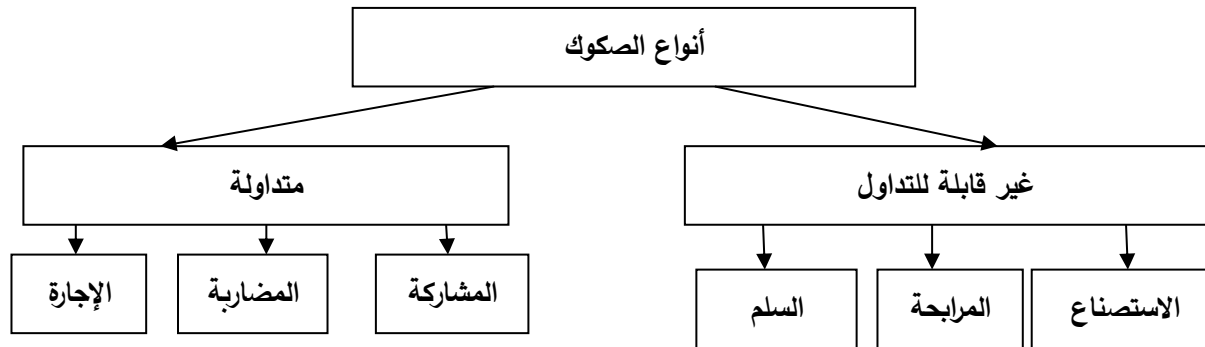 أنواع الصكوك
غير قابلة للتداول
متداولة
الاستصناع
المرابحة
السلم
المشاركة
المضاربة
الإجارة